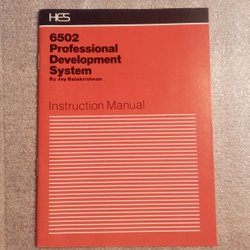 HES
6502
Professional
Development
System
By Jay Balakrishnan
Instruction Manual